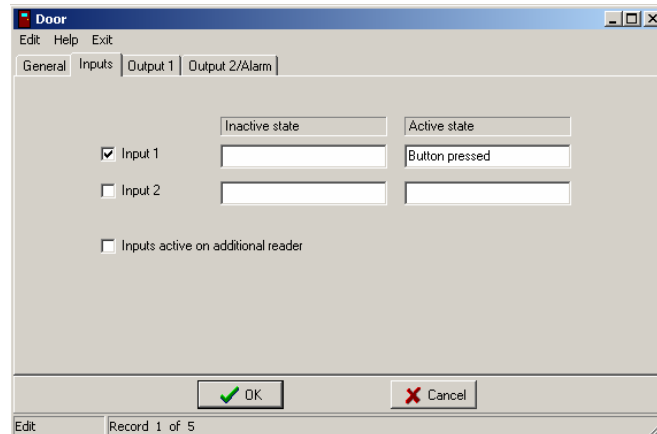 Door
Edit Help Exit
General Inputs Output 1 Output 2/Alarm
Inactive state Active state
Input 1 Button pressed
Input 2
Inputs active on additional reader
OK Cancel
Edit Record 1 of 5